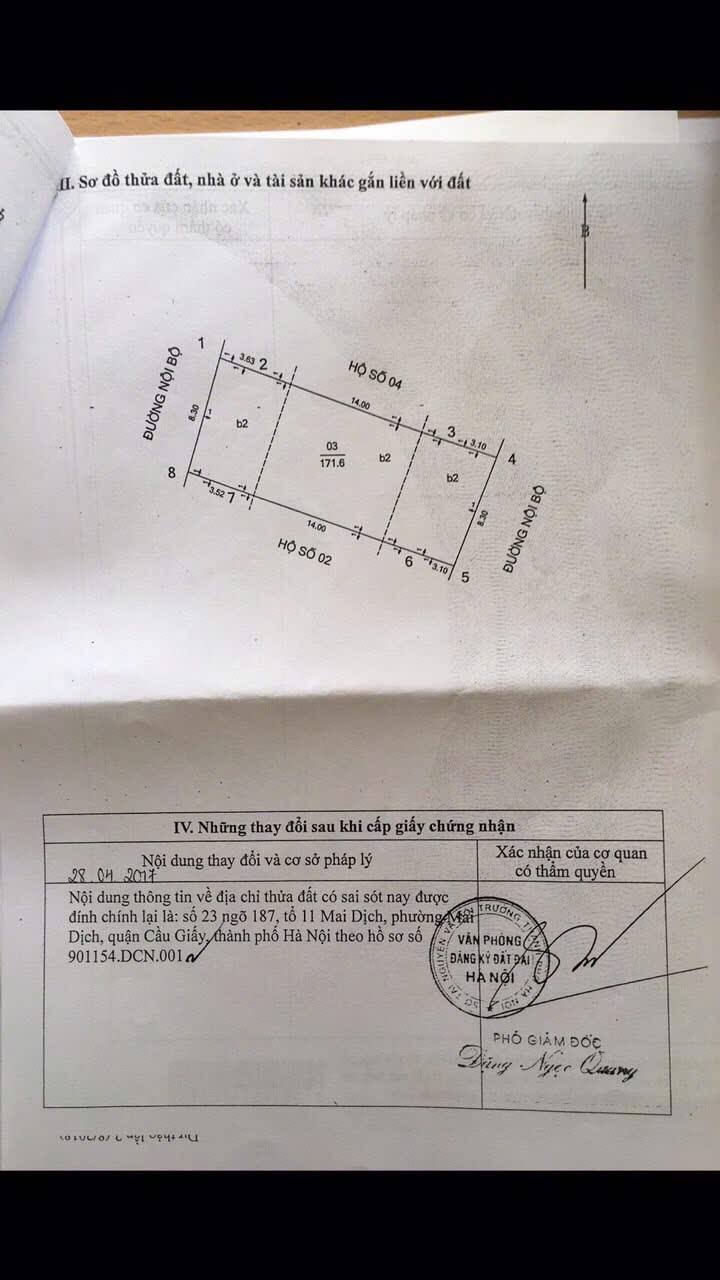 II. Sơ đồ thửa đất, nhà ở và tài sản khác gắn liền với đất
B
1
3.63
2
HỘ SỐ 04
ĐƯỜNG NỘI BỘ
8.30
b2
14.00
03
171.6
b2
3
3.10
4
b2
8
3.52
7
14.00
HỘ SỐ 02
8.30
ĐƯỜNG NỘI BỘ
6
3.10
5
IV. Những thay đổi sau khi cấp giấy chứng nhận
Nội dung thay đổi và cơ sở pháp lý
Xác nhận của cơ quan
có thẩm quyền
28.04.2017
Nội dung thông tin về địa chỉ thửa đất có sai sót nay được
đính chính lại là: số 23 ngõ 187, tổ 11 Mai Dịch, phường Mai
Dịch, quận Cầu Giấy, thành phố Hà Nội theo hồ sơ số
901154.DCN.001
VĂN PHÒNG
ĐĂNG KÝ ĐẤT ĐAI
HÀ NỘI
PHÓ GIÁM ĐỐC
Đặng Ngọc Quang